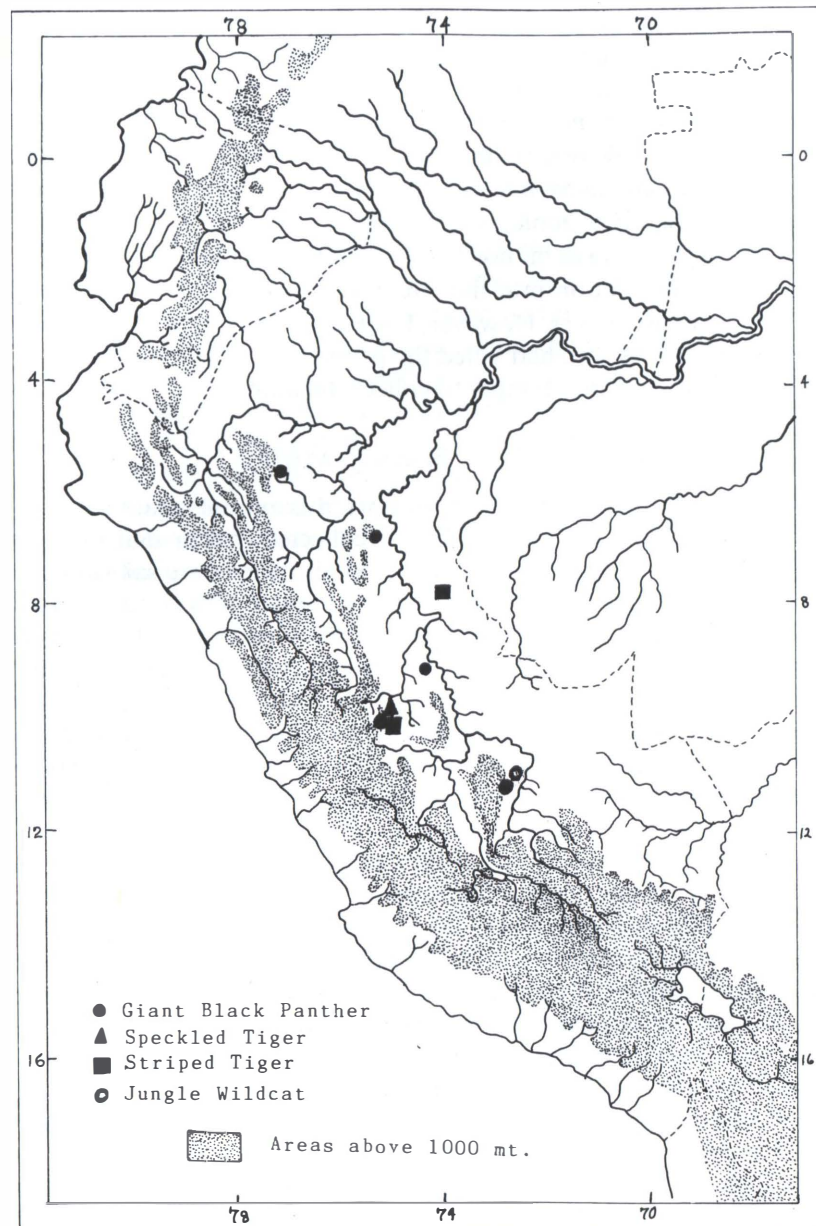 78 74 70
0 0
4 4
8 8
12 12
16 16
Giant Black Panther
Speckled Tiger
Striped Tiger
Jungle Wildcat
Areas above 1000 mt.
78 74 70